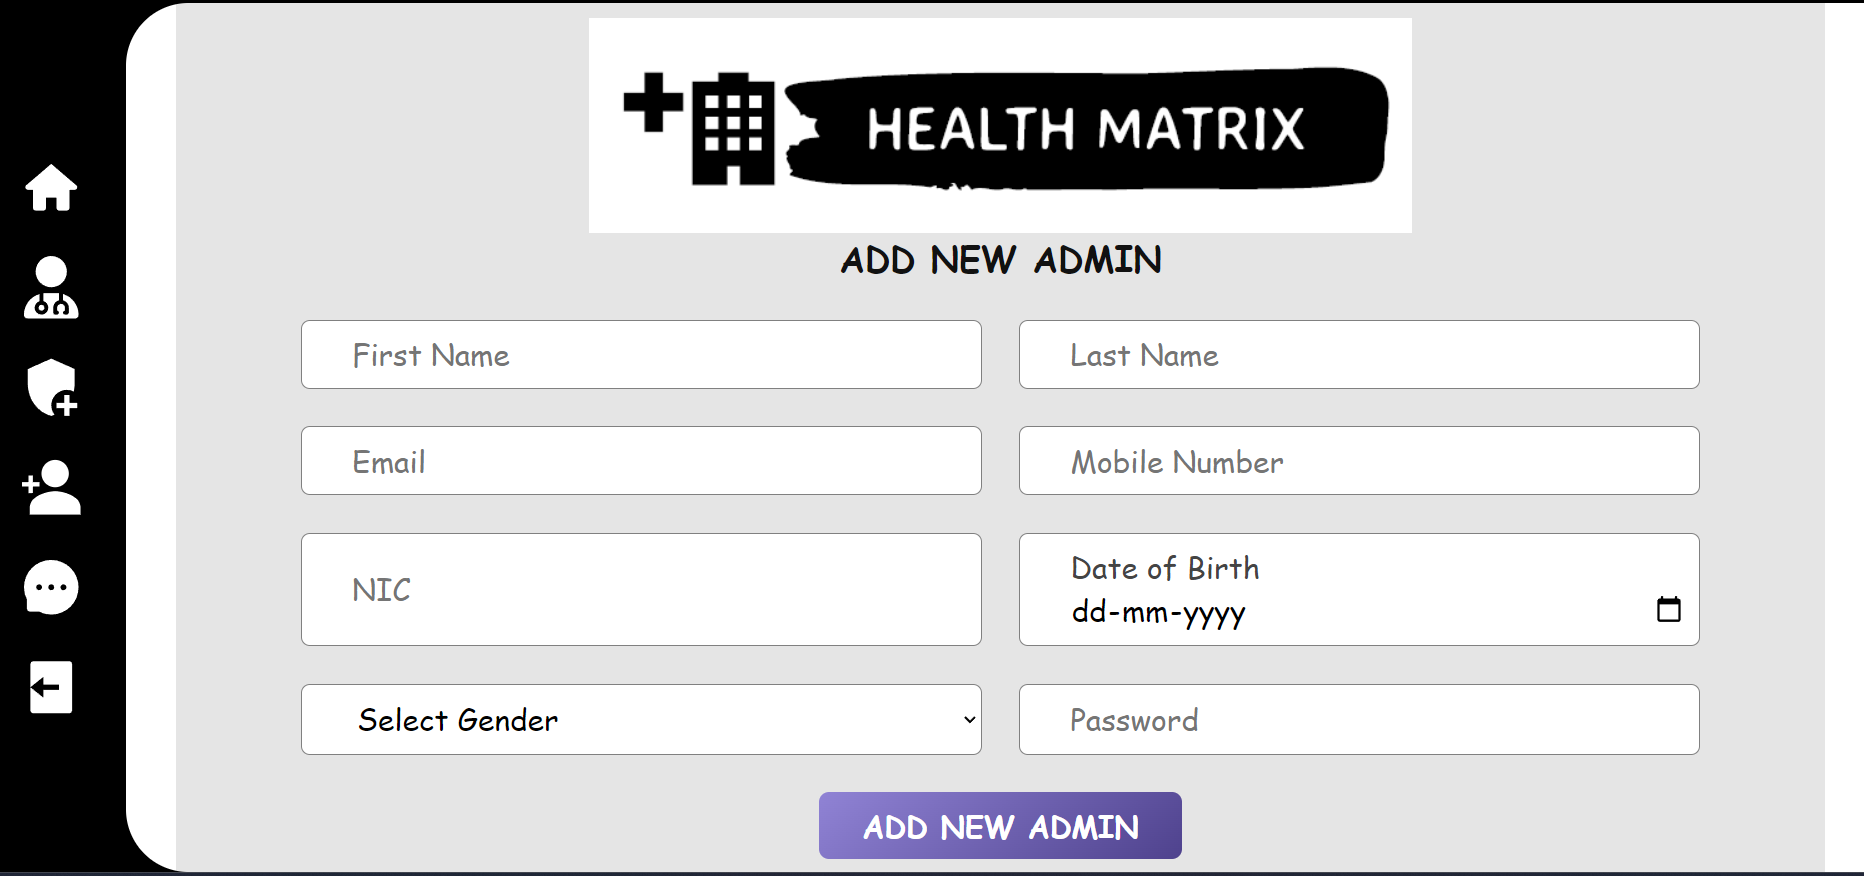 HEALTH MATRIX
ADD NEW ADMIN
First Name
Last Name
Email
Mobile Number
NIC
Date of Birth
dd-mm-yyyy
Select Gender
Password
ADD NEW ADMIN